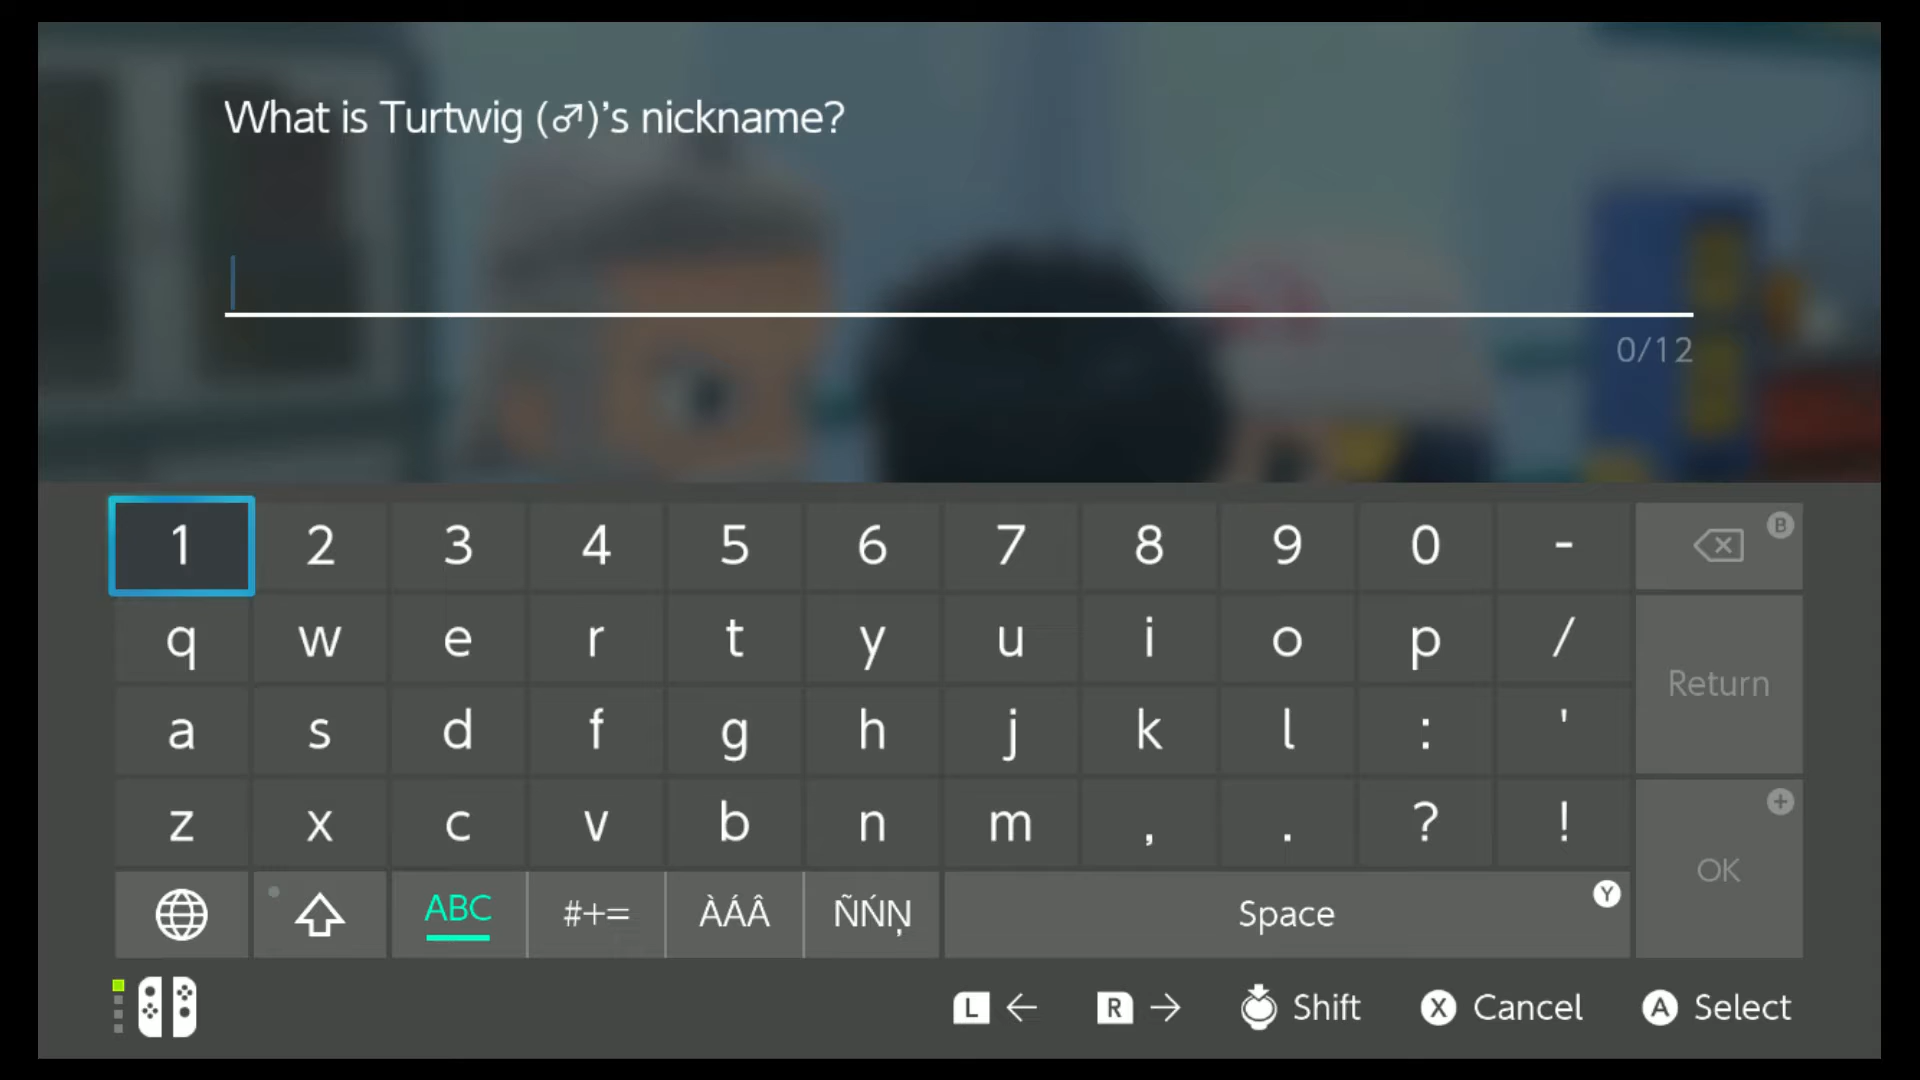 What is Turtwig (♂)'s nickname?
0/12
1 2 3 4 5 6 7 8 9 0 - B
q w e r t y u i o p /
Return
a s d f g h j k l : '
z x c v b n m , . ? ! +
OK
ABC #+= ÀÁÂ ÑŃŅ Space Y
L ← R → Shift X Cancel A Select